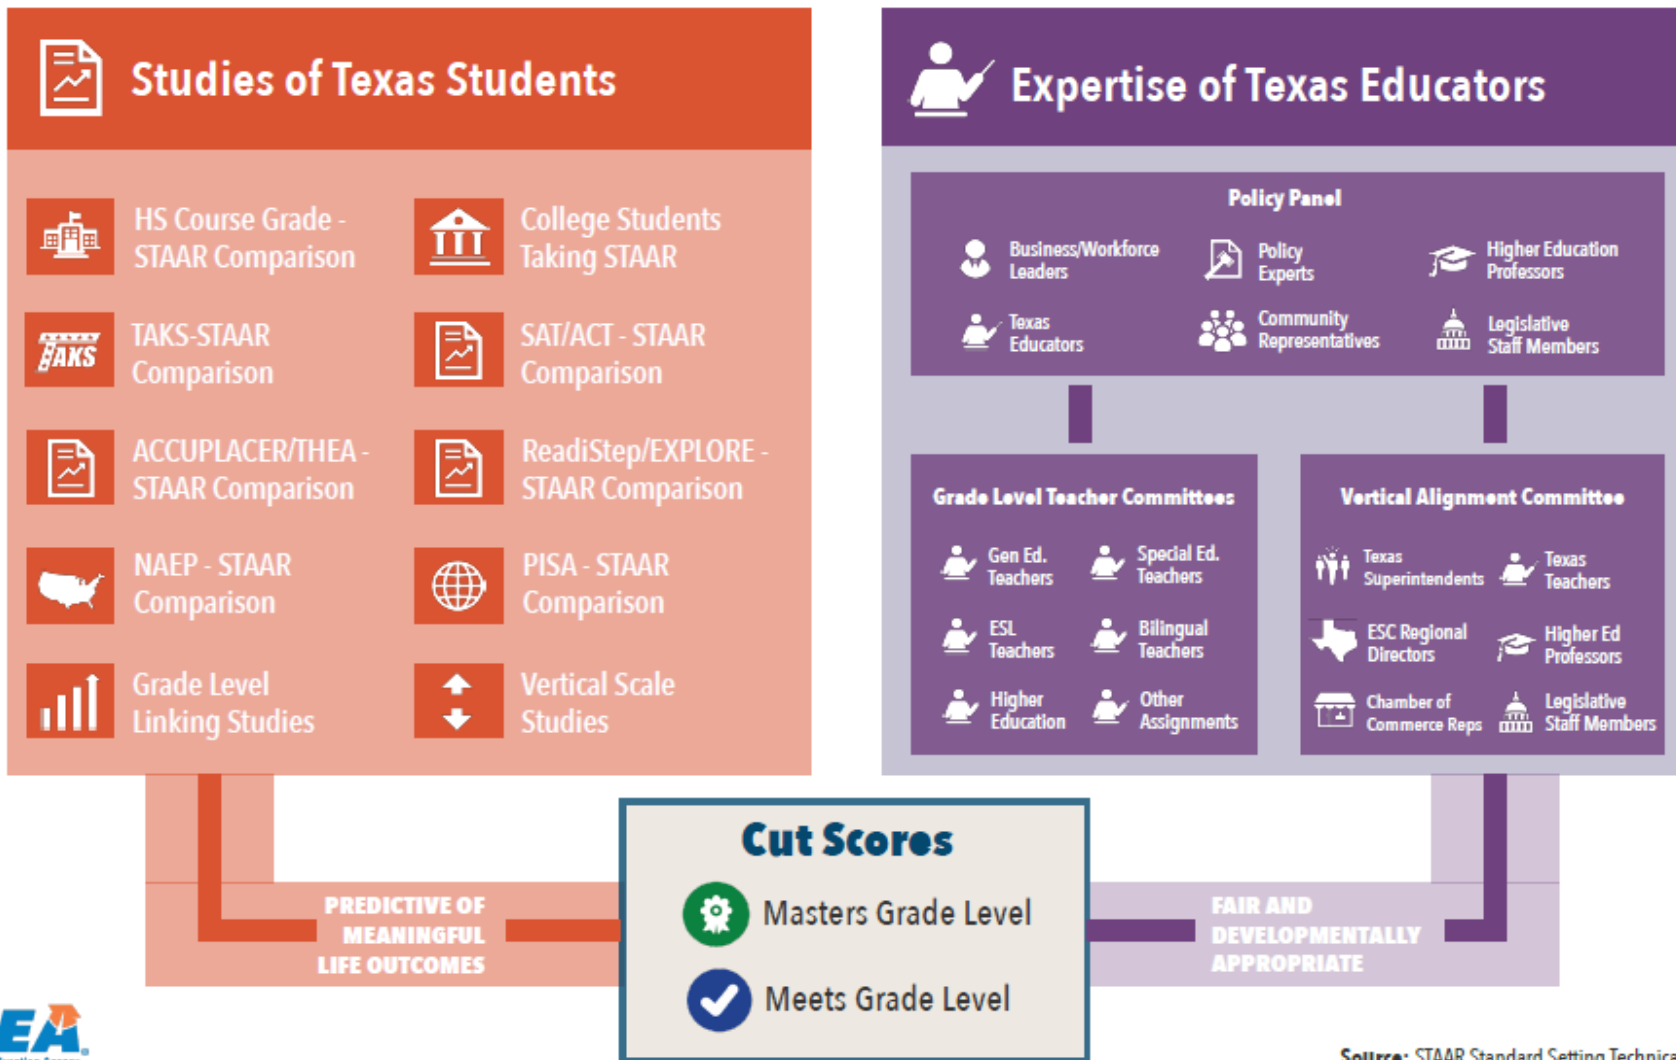 Studies of Texas Students
HS Course Grade -
STAAR Comparison
College Students
Taking STAAR
TAKS
TAKS-STAAR
Comparison
SAT/ACT - STAAR
Comparison
ACCUPLACER/THEA -
STAAR Comparison
ReadiStep/EXPLORE -
STAAR Comparison
NAEP - STAAR
Comparison
PISA - STAAR
Comparison
Grade Level
Linking Studies
Vertical Scale
Studies
Expertise of Texas Educators
Policy Panel
Business/Workforce
Leaders
Policy
Experts
Higher Education
Professors
Texas
Educators
Community
Representatives
Legislative
Staff Members
Grade Level Teacher Committees
Gen Ed.
Teachers
Special Ed.
Teachers
ESL
Teachers
Bilingual
Teachers
Higher
Education
Other
Assignments
Vertical Alignment Committee
Texas
Superintendents
Texas
Teachers
ESC Regional
Directors
Higher Ed
Professors
Chamber of
Commerce Reps
Legislative
Staff Members
PREDICTIVE OF
MEANINGFUL
LIFE OUTCOMES
Cut Scores
Masters Grade Level
Meets Grade Level
FAIR AND
DEVELOPMENTALLY
APPROPRIATE
EA
Source: STAAR Standard Setting Technica